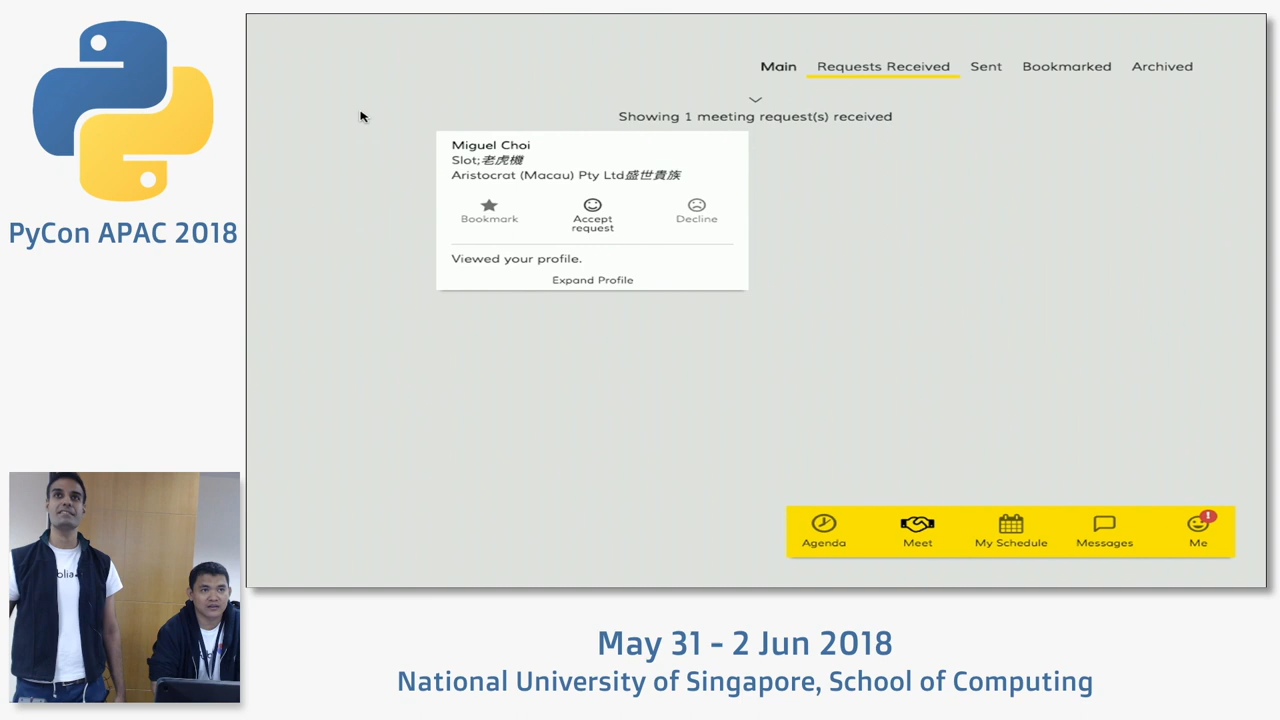 PyCon APAC 2018
Main Requests Received Sent Bookmarked Archived
Showing 1 meeting request(s) received
Miguel Choi
Slot;老虎機
Aristocrat (Macau) Pty Ltd盛世貴族
Bookmark Accept request Decline
Viewed your profile.
Expand Profile
Agenda Meet My Schedule Messages Me
May 31 - 2 Jun 2018
National University of Singapore, School of Computing